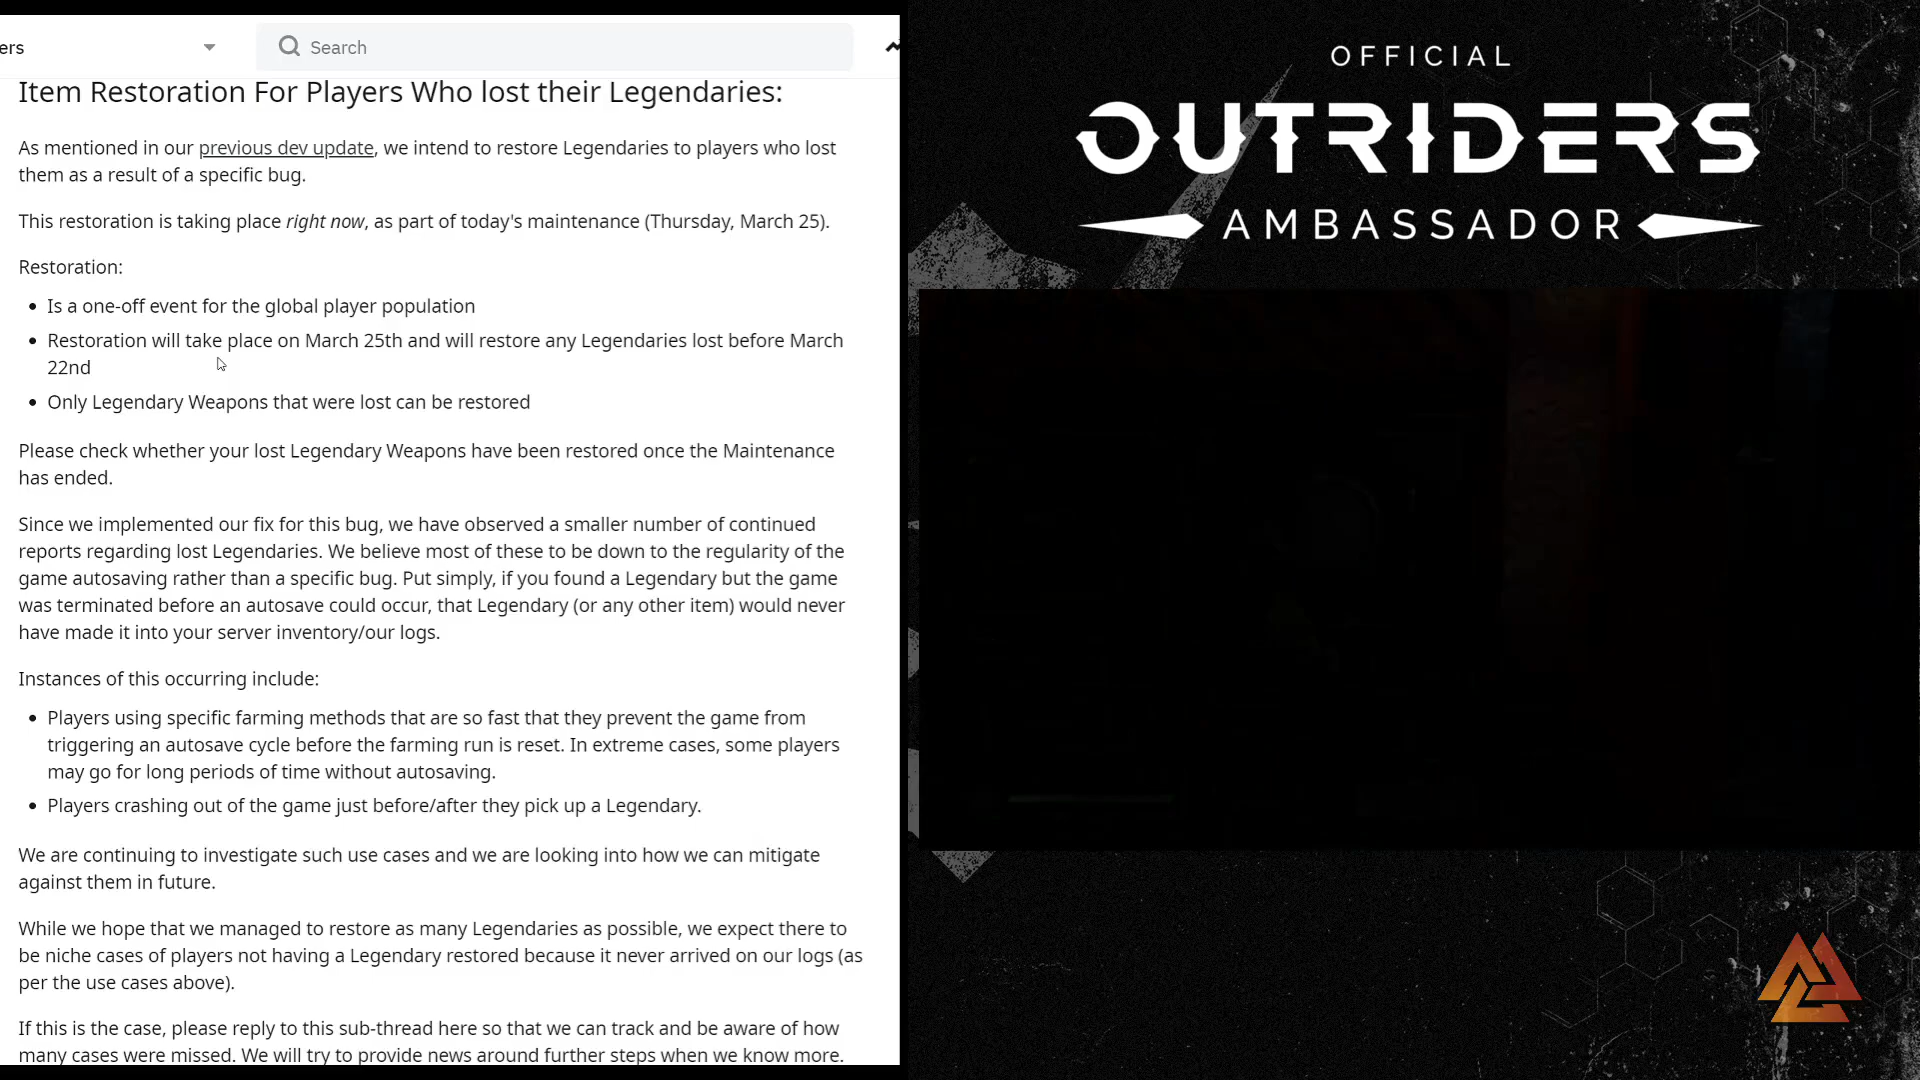 ers
Search
Item Restoration For Players Who lost their Legendaries:
As mentioned in our previous dev update, we intend to restore Legendaries to players who lost
them as a result of a specific bug.
This restoration is taking place right now, as part of today's maintenance (Thursday, March 25).
Restoration:
• Is a one-off event for the global player population
• Restoration will take place on March 25th and will restore any Legendaries lost before March
22nd
• Only Legendary Weapons that were lost can be restored
Please check whether your lost Legendary Weapons have been restored once the Maintenance
has ended.
Since we implemented our fix for this bug, we have observed a smaller number of continued
reports regarding lost Legendaries. We believe most of these to be down to the regularity of the
game autosaving rather than a specific bug. Put simply, if you found a Legendary but the game
was terminated before an autosave could occur, that Legendary (or any other item) would never
have made it into your server inventory/our logs.
Instances of this occurring include:
• Players using specific farming methods that are so fast that they prevent the game from
triggering an autosave cycle before the farming run is reset. In extreme cases, some players
may go for long periods of time without autosaving.
• Players crashing out of the game just before/after they pick up a Legendary.
We are continuing to investigate such use cases and we are looking into how we can mitigate
against them in future.
While we hope that we managed to restore as many Legendaries as possible, we expect there to
be niche cases of players not having a Legendary restored because it never arrived on our logs (as
per the use cases above).
If this is the case, please reply to this sub-thread here so that we can track and be aware of how
many cases were missed. We will try to provide news around further steps when we know more.
OFFICIAL
OUTRIDERS
AMBASSADOR